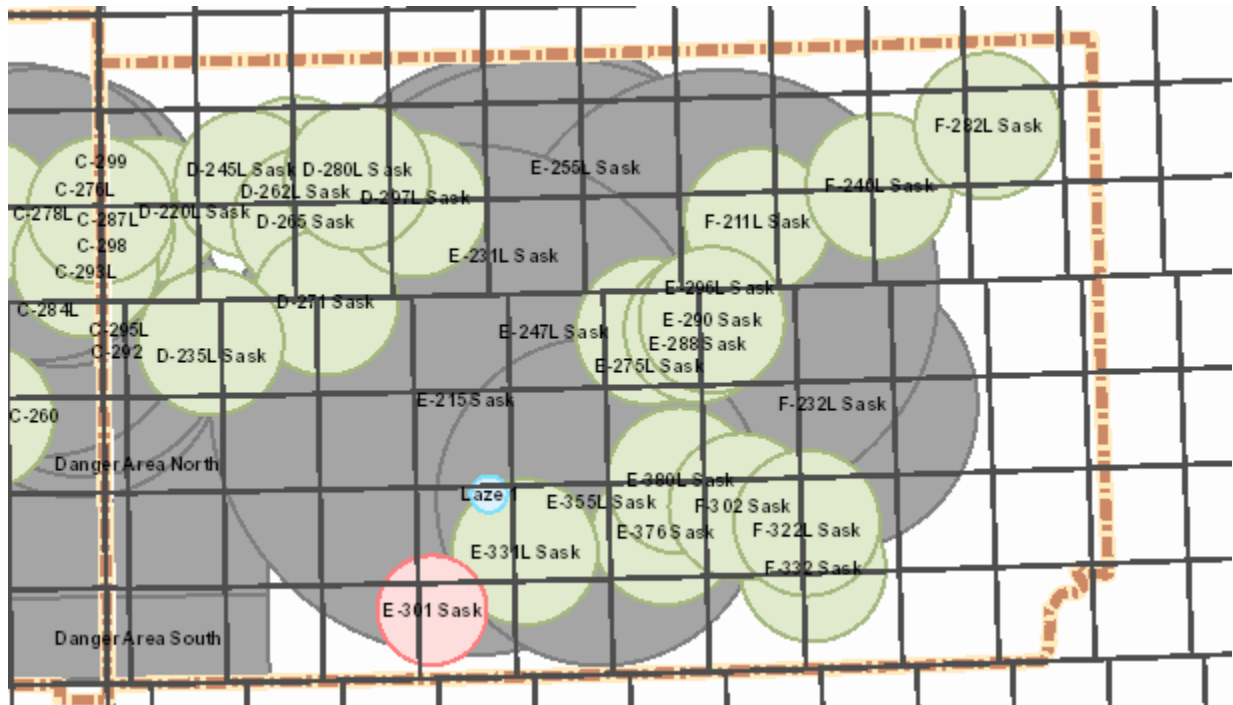 F-282L Sask
C-299
D-245L Sask
D-280L Sask
E-255L Sask
F-240L Sask
C-276L
D-262L Sask
D-297L Sask
C-278L
C-287L
D-220L Sask
D-265 Sask
F-211L Sask
C-298
E-231L Sask
C-293L
E-296L Sask
C-284L
D-271 Sask
E-290 Sask
C-295L
E-247L Sask
E-288 Sask
C-292
D-235L Sask
E-275L Sask
E-215 Sask
F-232L Sask
C-260
Danger Area North
E-380L Sask
Laze 1
E-355L Sask
F-302 Sask
E-376 Sask
F-322L Sask
E-331L Sask
F-332 Sask
E-301 Sask
Danger Area South